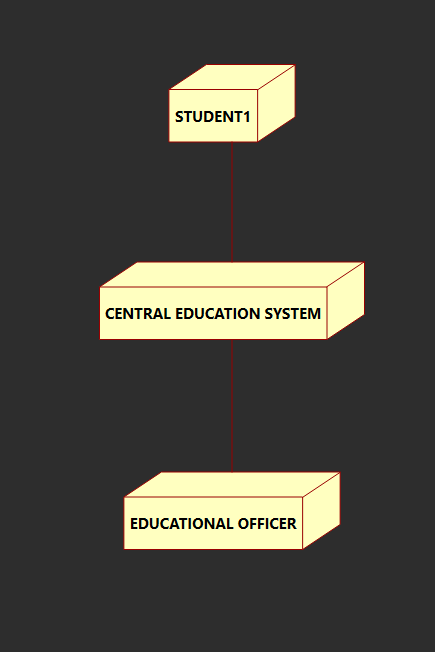 STUDENT1
CENTRAL EDUCATION SYSTEM
EDUCATIONAL OFFICER